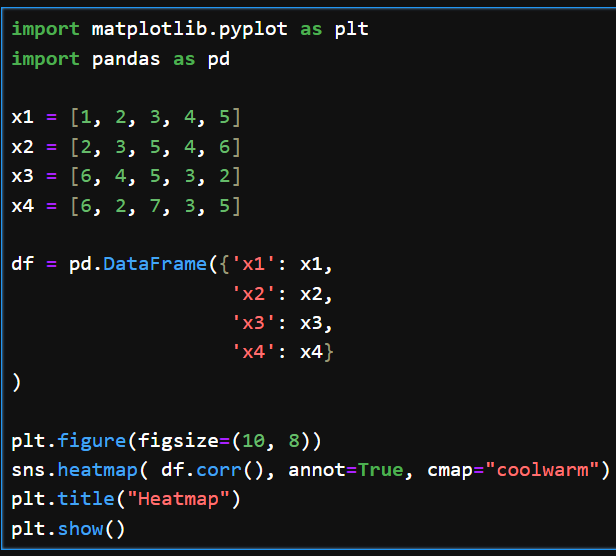 import matplotlib.pyplot as plt
import pandas as pd

x1 = [1, 2, 3, 4, 5]
x2 = [2, 3, 5, 4, 6]
x3 = [6, 4, 5, 3, 2]
x4 = [6, 2, 7, 3, 5]

df = pd.DataFrame({'x1': x1,
                   'x2': x2,
                   'x3': x3,
                   'x4': x4}
)

plt.figure(figsize=(10, 8))
sns.heatmap( df.corr(), annot=True, cmap="coolwarm")
plt.title("Heatmap")
plt.show()